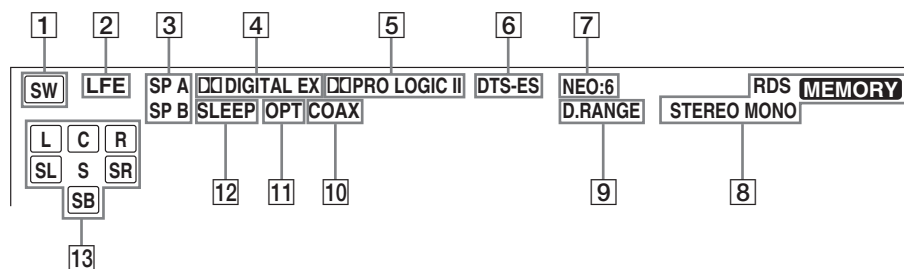 1 2 3 4 5 6 7
SW LFE SP A DIGITAL EX PRO LOGIC II DTS-ES NEO:6 RDS MEMORY
SP B SLEEP OPT COAX D.RANGE STEREO MONO
L C R
SL S SR
SB
12 11 10 9 8
13